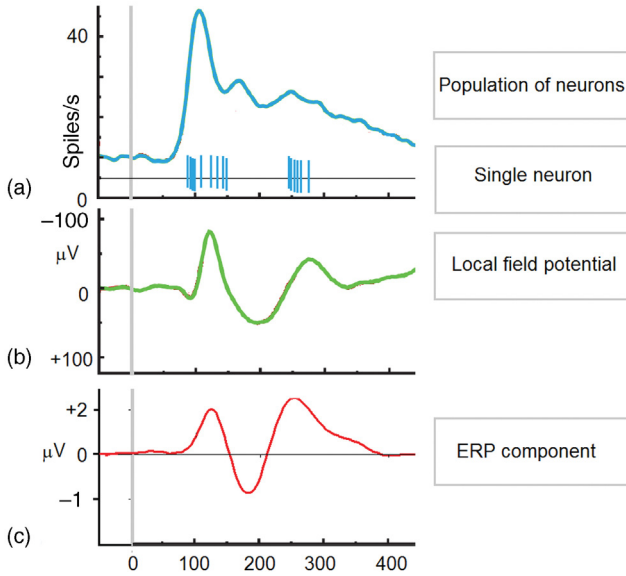 40
Spiles/s
0
(a)
Population of neurons
Single neuron
−100
μV
0
+100
(b)
Local field potential
+2
μV
0
−1
(c)
ERP component
0 100 200 300 400